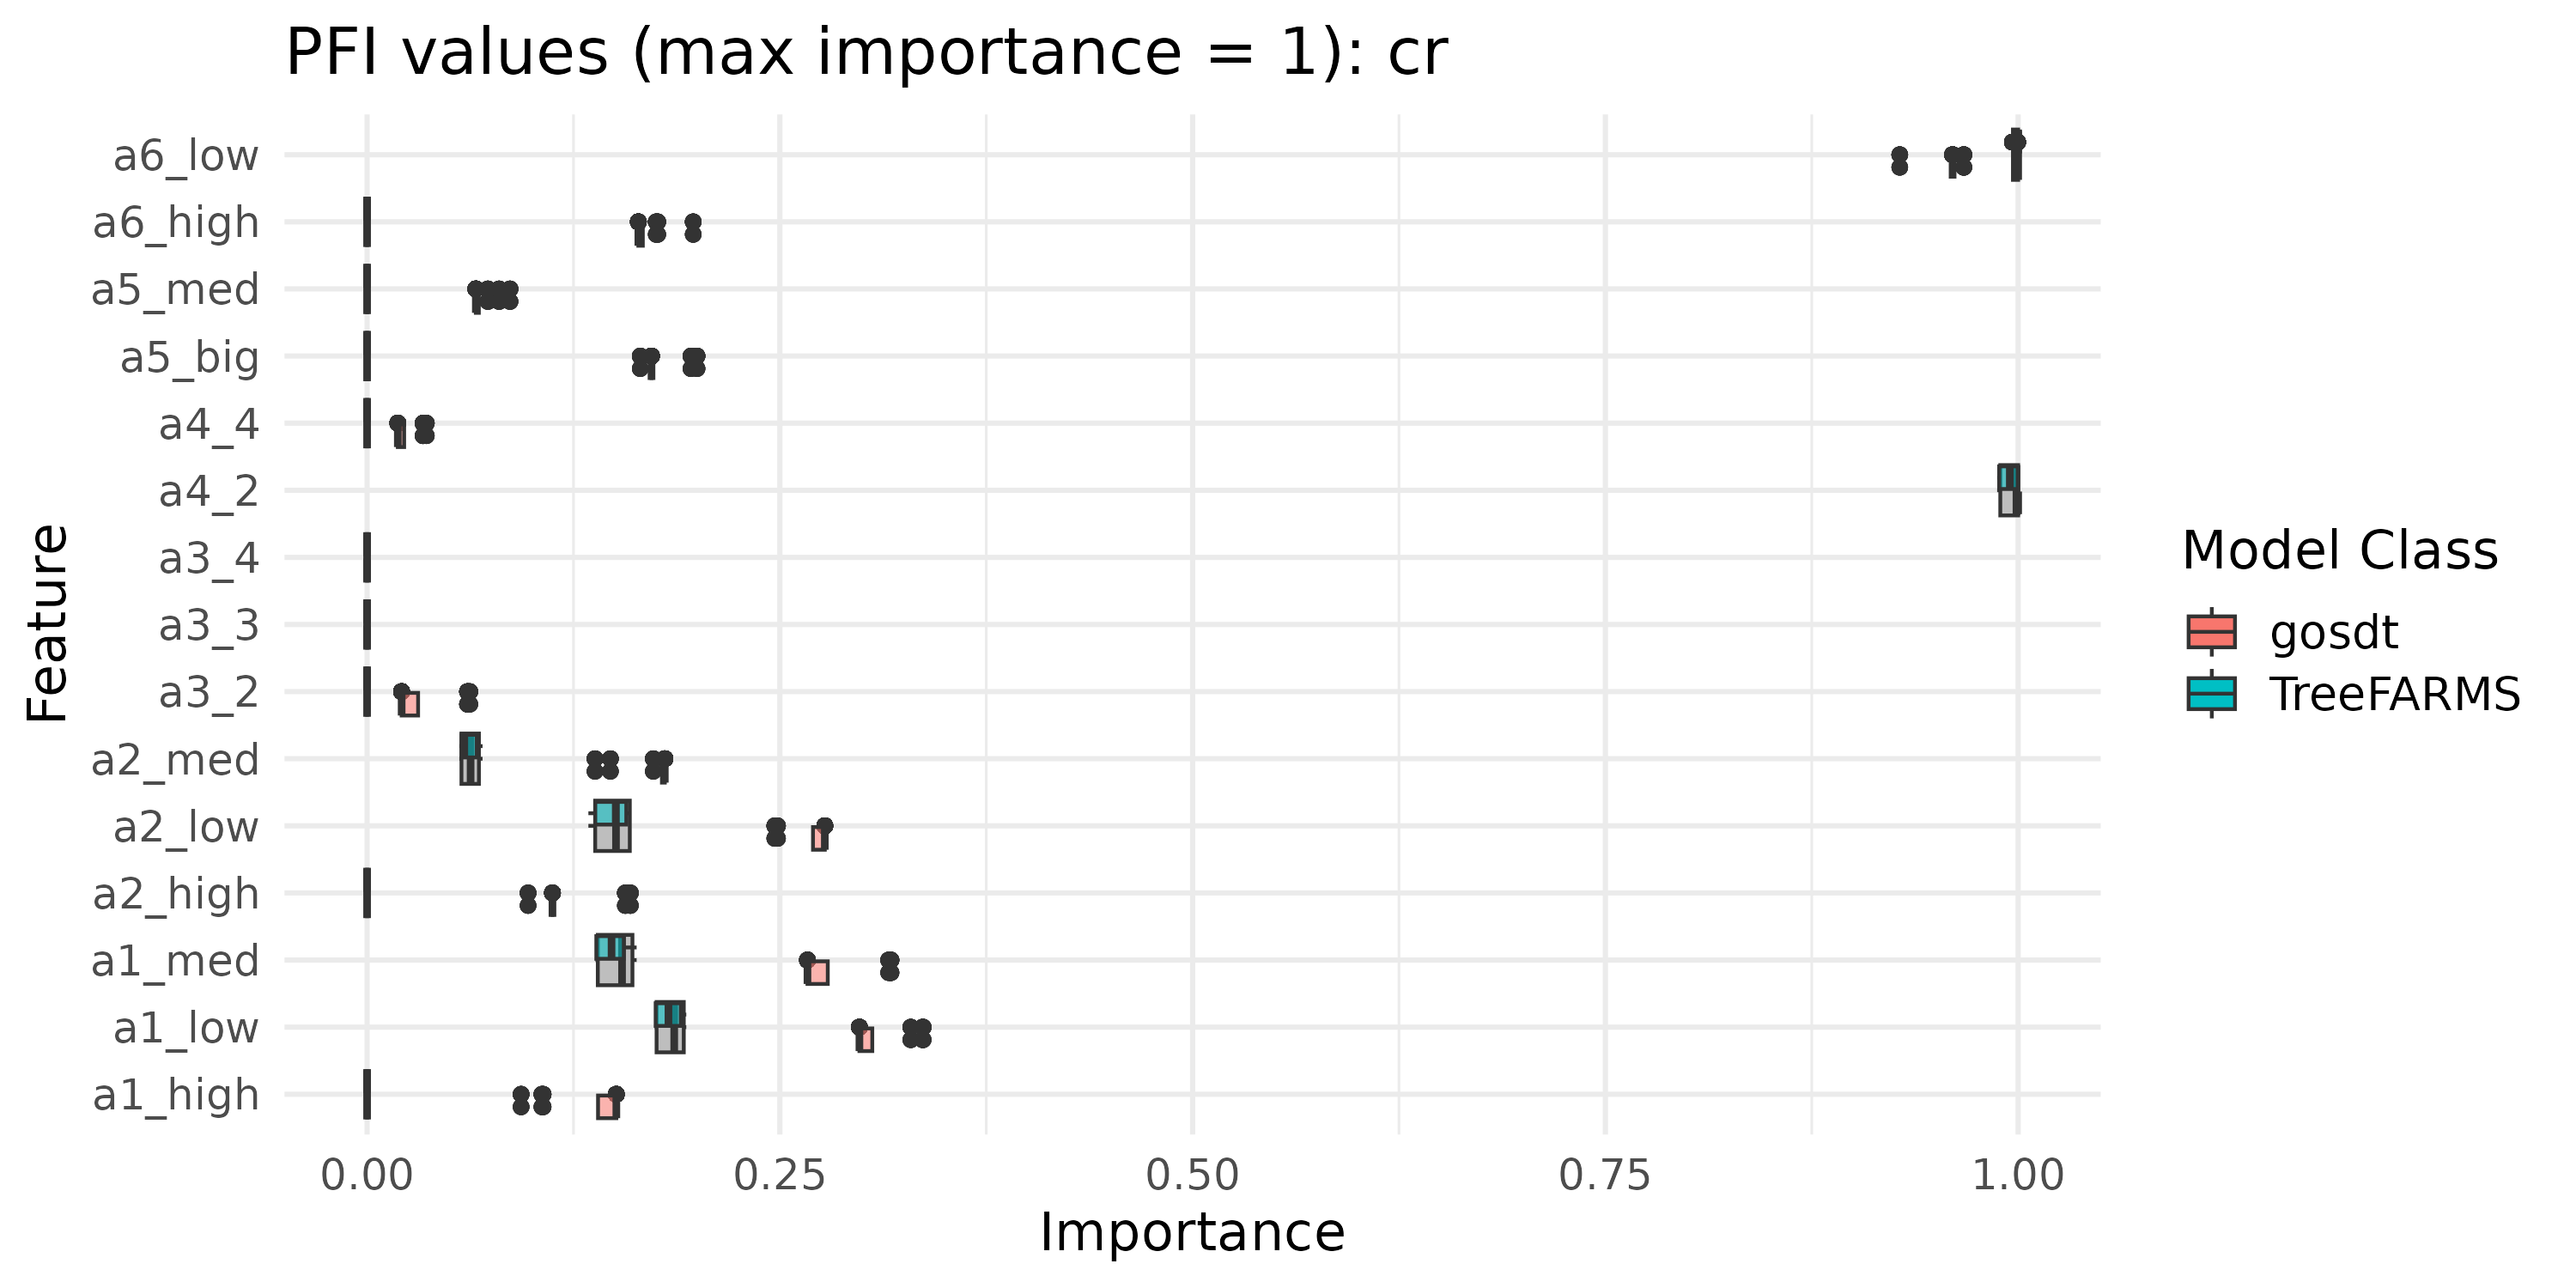 PFI values (max importance = 1): cr
Feature
a6_low
a6_high
a5_med
a5_big
a4_4
a4_2
a3_4
a3_3
a3_2
a2_med
a2_low
a2_high
a1_med
a1_low
a1_high
0.00 0.25 0.50 0.75 1.00
Importance
Model Class
gosdt
TreeFARMS